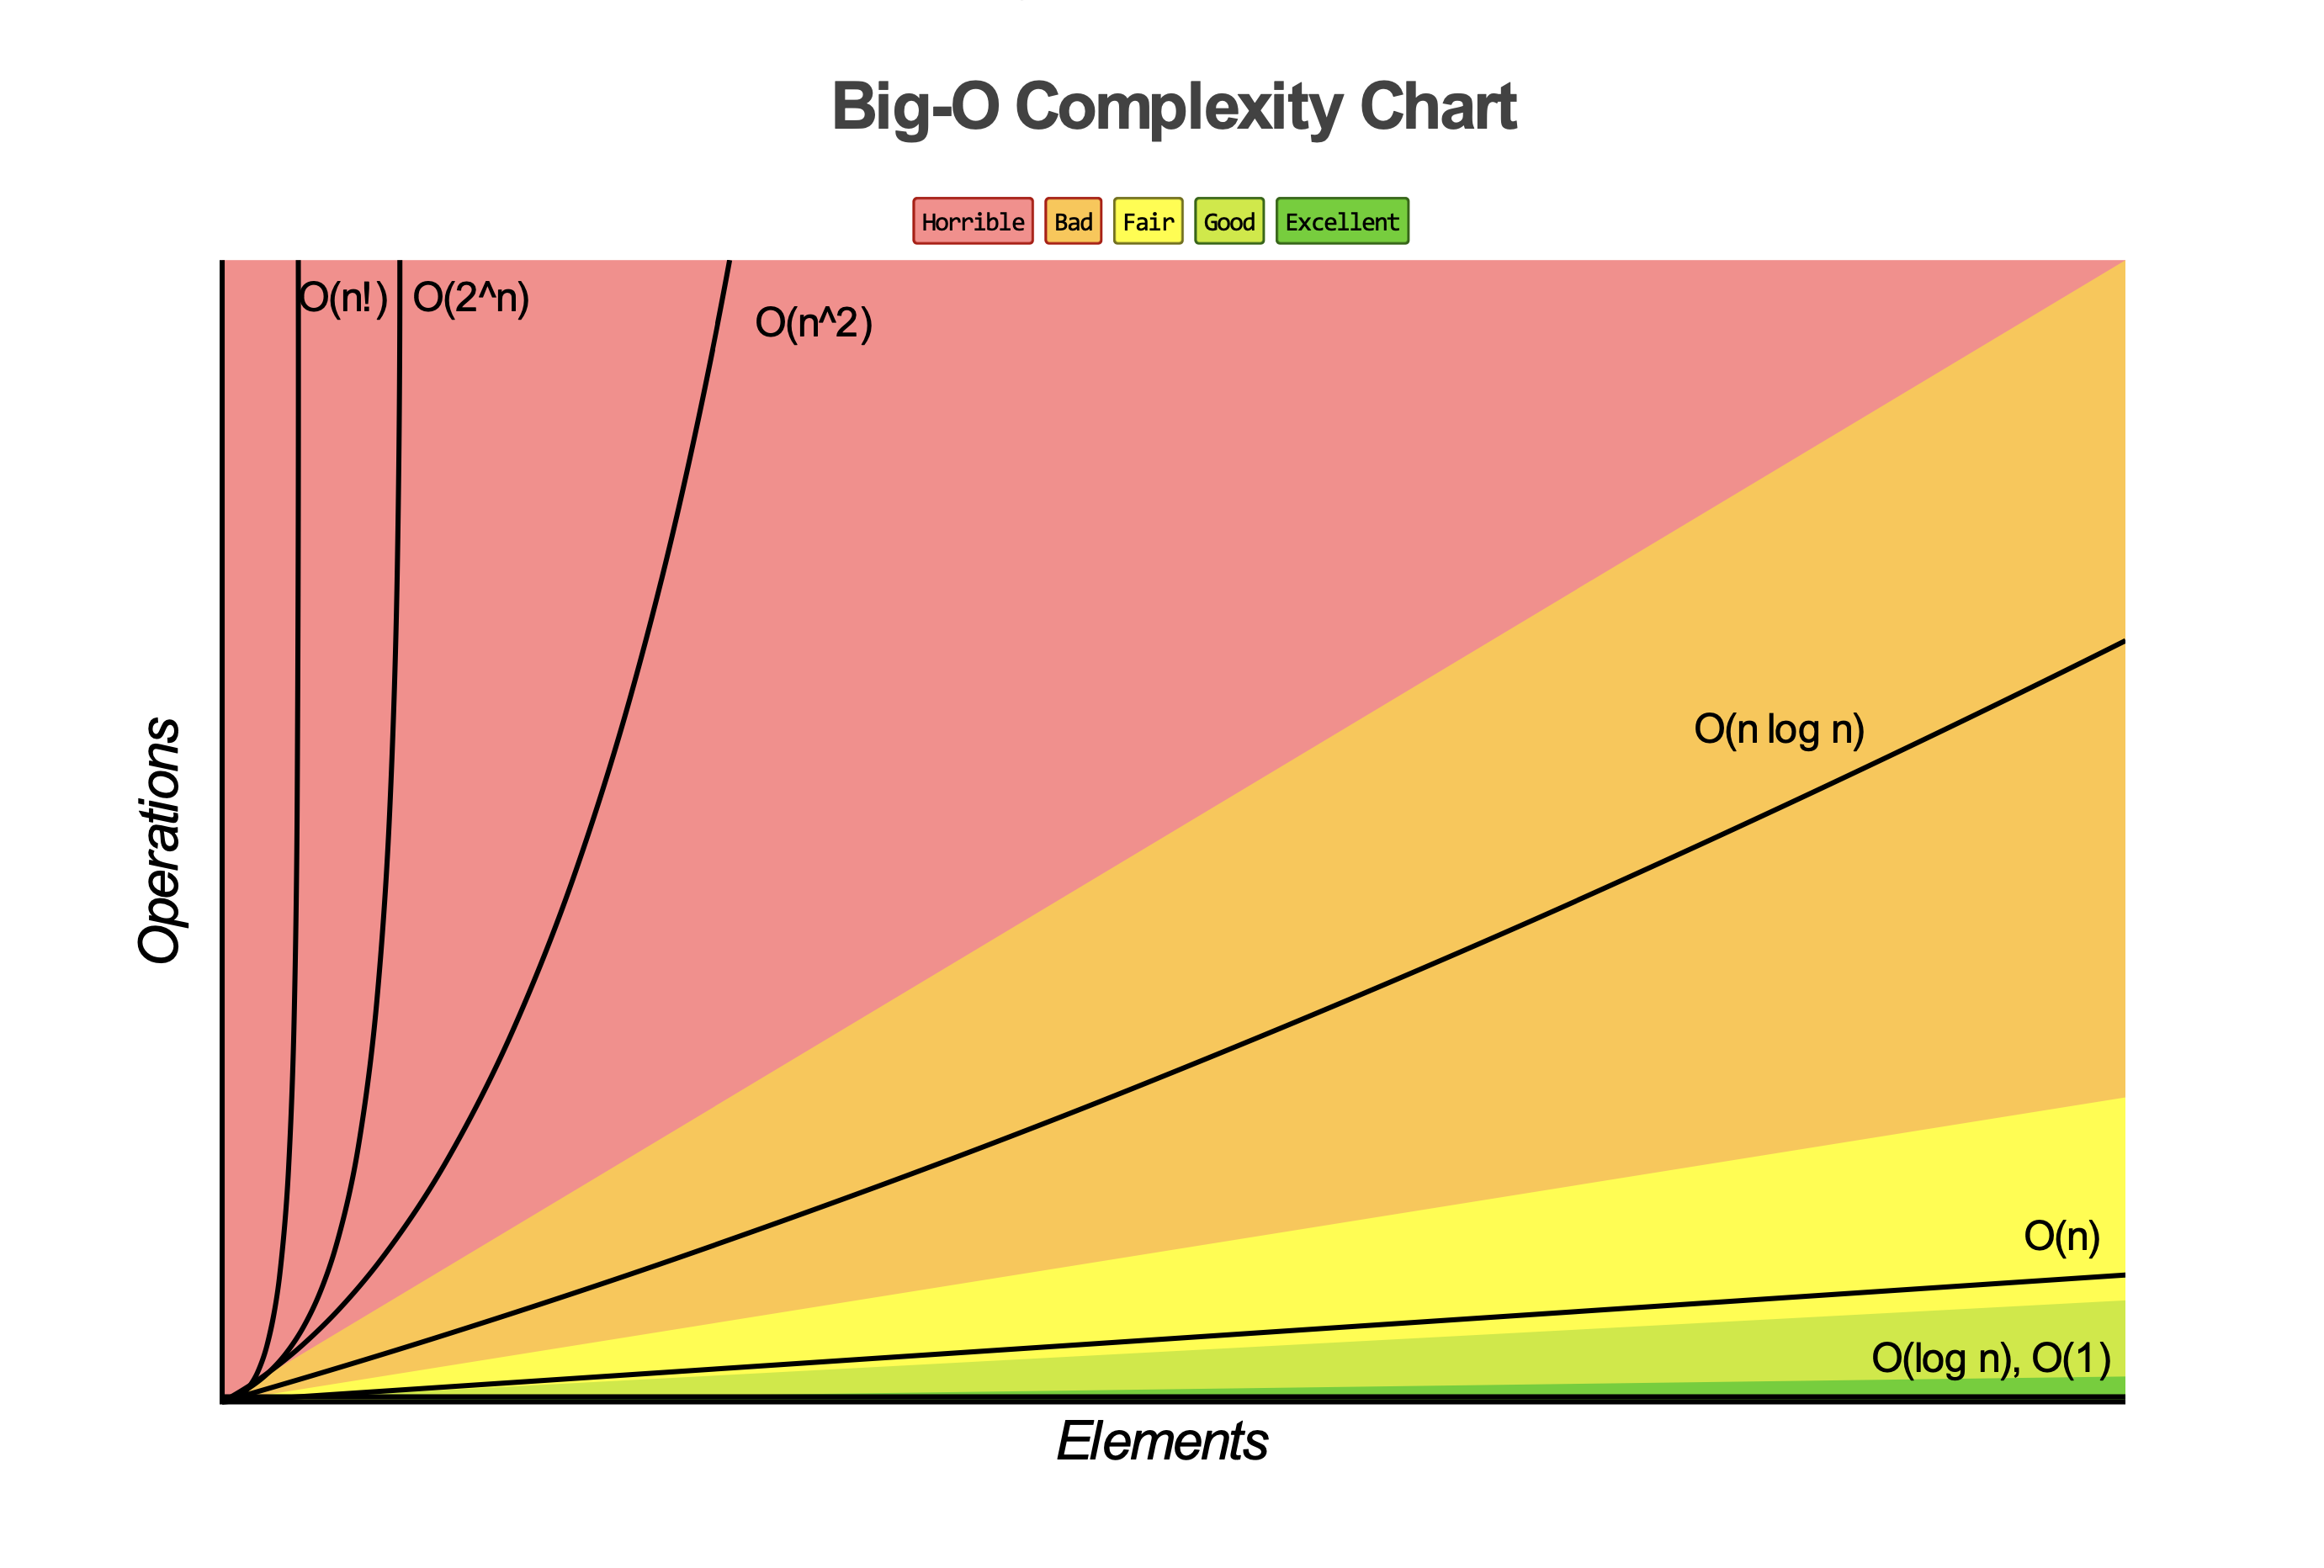 Big-O Complexity Chart
Horrible Bad Fair Good Excellent
O(n!) O(2^n)
O(n^2)
O(n log n)
Operations
O(n)
O(log n), O(1)
Elements